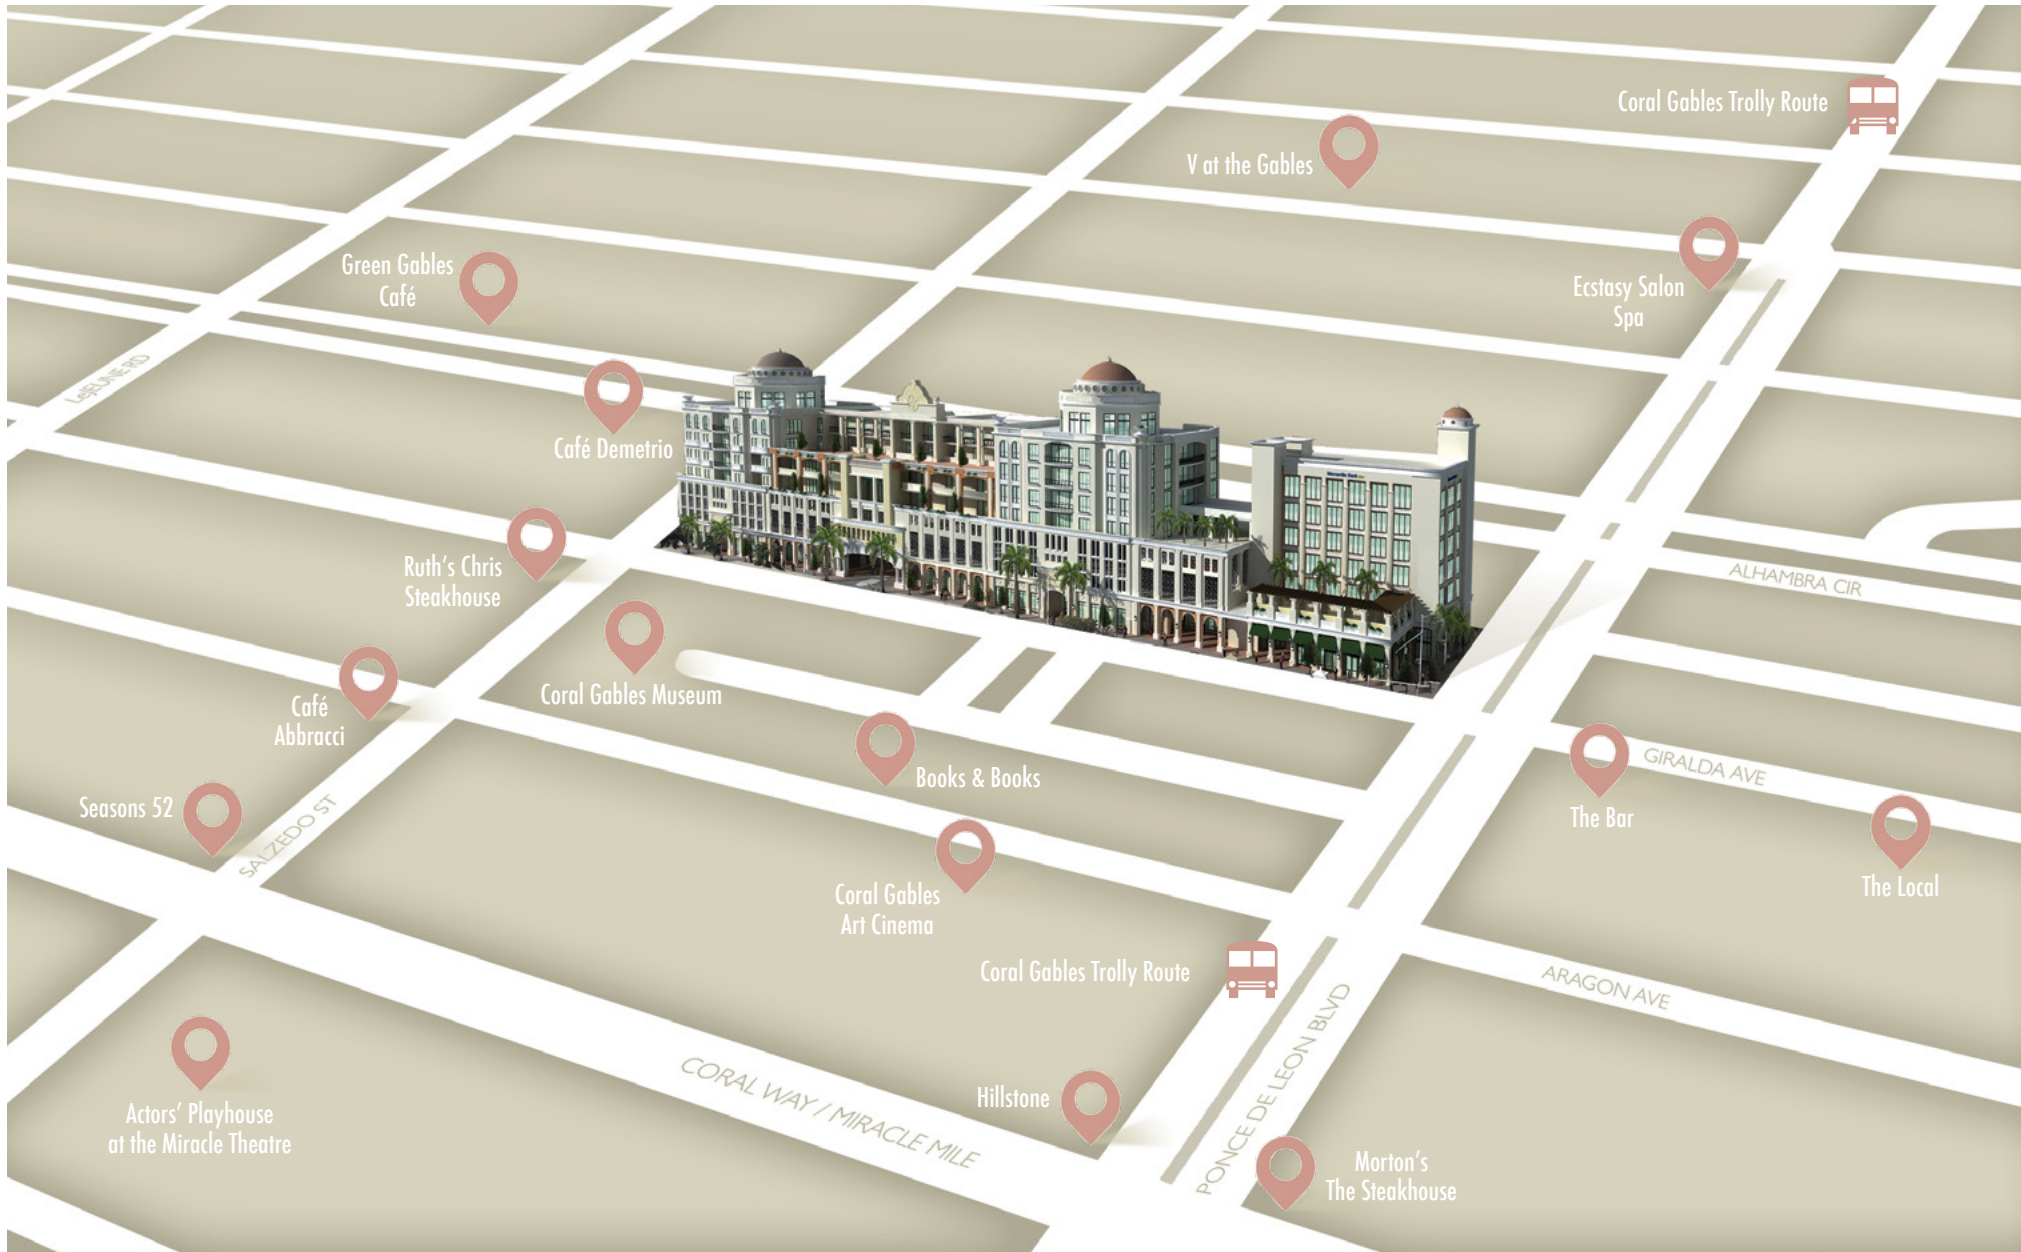 Coral Gables Trolly Route
V at the Gables
Green Gables
Café
Ecstasy Salon
Spa
LeJEUNE RD
Café Demetrio
Ruth's Chris
Steakhouse
ALHAMBRA CIR
Coral Gables Museum
Café
Abbracci
Books & Books
GIRALDA AVE
The Bar
Seasons 52
SALZEDO ST
The Local
Coral Gables
Art Cinema
Coral Gables Trolly Route
ARAGON AVE
PONCE DE LEON BLVD
CORAL WAY / MIRACLE MILE
Hillstone
Actors' Playhouse
at the Miracle Theatre
Morton's
The Steakhouse